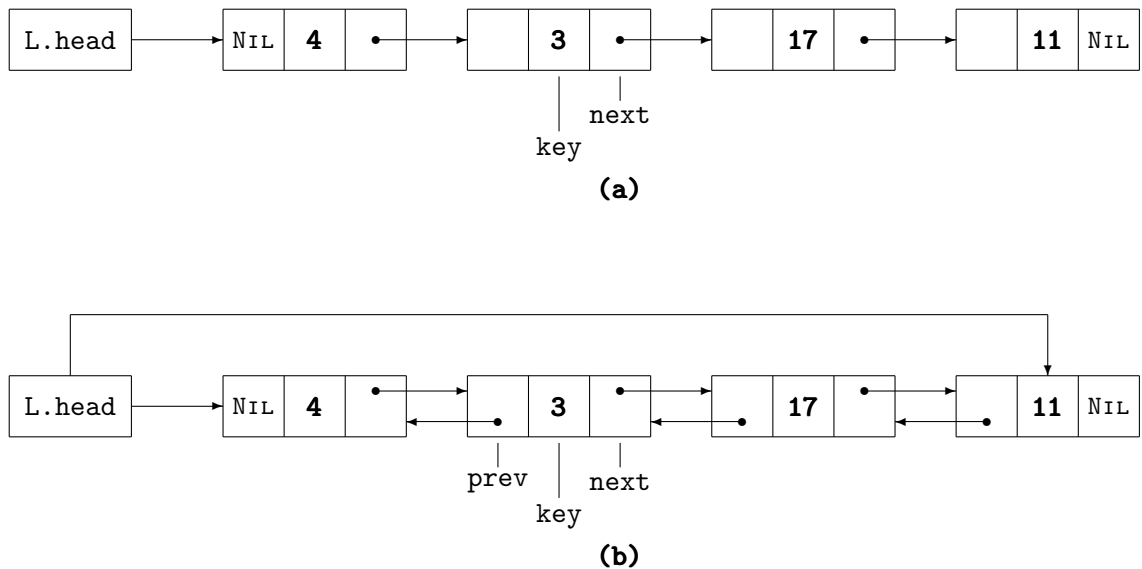 L.head NIL 4 3 17 11 NIL
next
key
(a)
L.head NIL 4 3 17 11 NIL
prev next
key
(b)